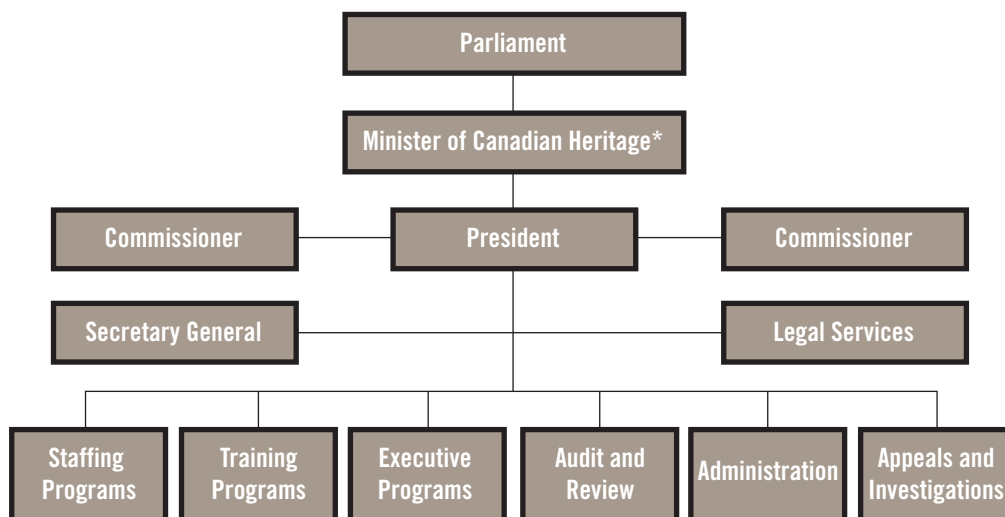 Parliament
Minister of Canadian Heritage*
Commissioner
President
Commissioner
Secretary General
Legal Services
Staffing
Programs
Training
Programs
Executive
Programs
Audit and
Review
Administration
Appeals and
Investigations